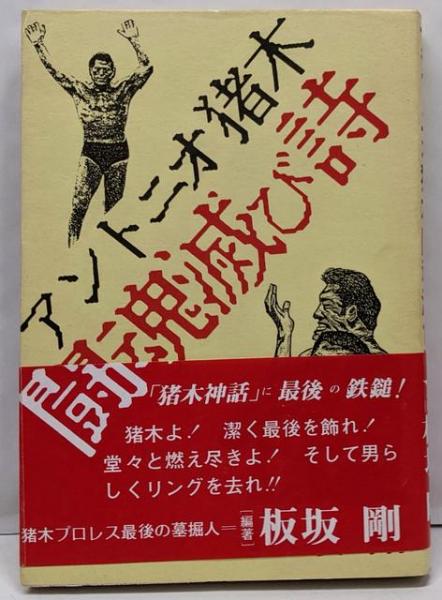 アントニオ猪木
闘魂滅び詩
「猪木神話」に最後の鉄鎚!
猪木よ! 潔く最後を飾れ!
堂々と燃え尽きよ! そして男ら
しくリングを去れ!!
猪木プロレス最後の墓掘人=[編著]板坂 剛